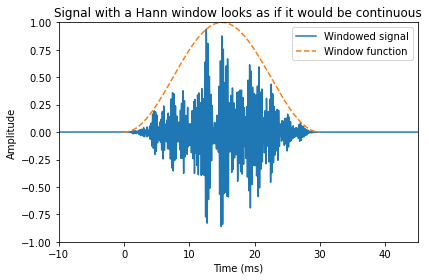 Signal with a Hann window looks as if it would be continuous
1.00
0.75
0.50
0.25
0.00
−0.25
−0.50
−0.75
−1.00
Amplitude
Windowed signal
Window function
−10 0 10 20 30 40
Time (ms)